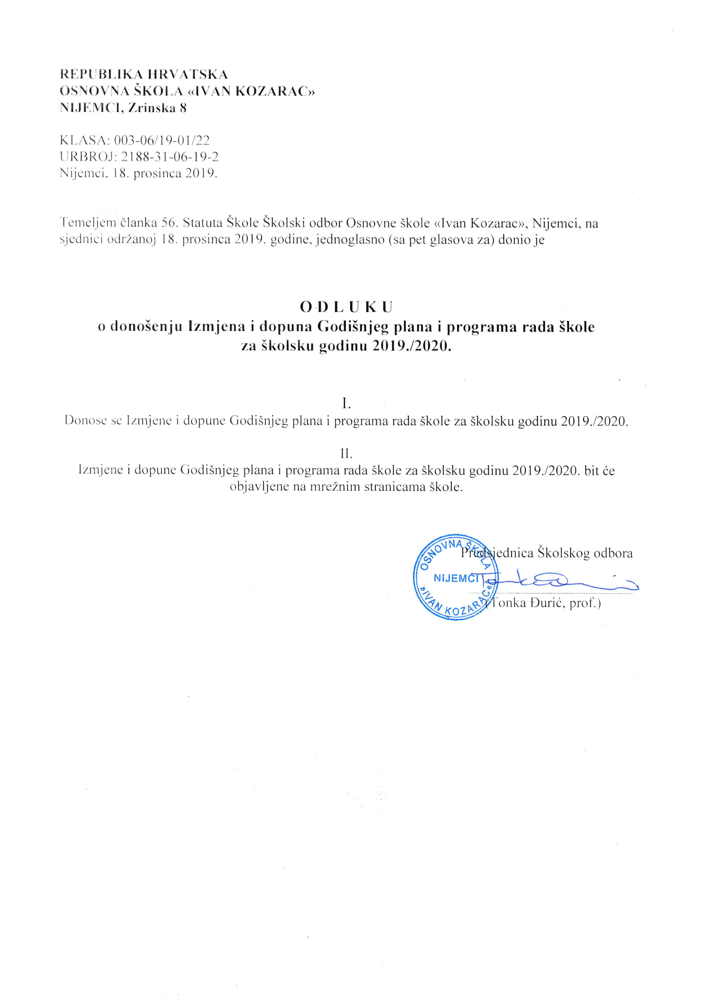 REPUBLIKA HRVATSKA
OSNOVNA ŠKOLA «IVAN KOZARAC»
NIJEMCI, Zrinska 8
KLASA: 003-06/19-01/22
URBROJ: 2188-31-06-19-2
Nijemci, 18. prosinca 2019.
Temeljem članka 56. Statuta Škole Školski odbor Osnovne škole «Ivan Kozarac», Nijemci, na
sjednici održanoj 18. prosinca 2019. godine, jednoglasno (sa pet glasova za) donio je
O D L U K U
o donošenju Izmjena i dopuna Godišnjeg plana i programa rada škole
za školsku godinu 2019./2020.
I.
Donose se Izmjene i dopune Godišnjeg plana i programa rada škole za školsku godinu 2019./2020.
II.
Izmjene i dopune Godišnjeg plana i programa rada škole za školsku godinu 2019./2020. bit će
objavljene na mrežnim stranicama škole.
Predsjednica Školskog odbora
OSNOVNA ŠKOLA
NIJEMCI
»IVAN KOZARAC«
(Tonka Đurić, prof.)